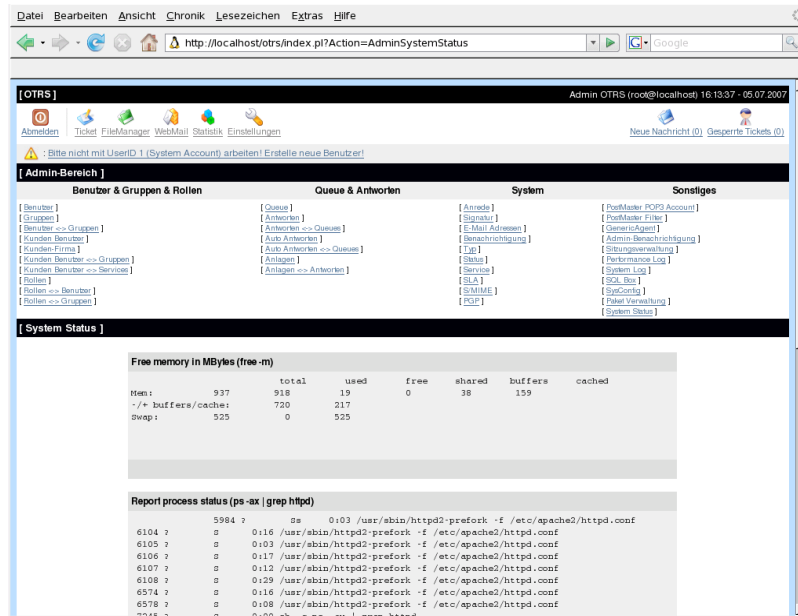 Datei Bearbeiten Ansicht Chronik Lesezeichen Extras Hilfe
http://localhost/otrs/index.pl?Action=AdminSystemStatus
G Google
[ OTRS ] Admin OTRS (root@localhost) 16:13:37 - 05.07.2007
Abmelden Ticket FileManager WebMail Statistik Einstellungen Neue Nachricht (0) Gesperrte Tickets (0)
: Bitte nicht mit UserID 1 (System Account) arbeiten! Erstelle neue Benutzer!
[ Admin-Bereich ]
Benutzer & Gruppen & Rollen Queue & Antworten System Sonstiges
[ Benutzer ] [ Queue ] [ Anrede ] [ PostMaster POP3 Account ]
[ Gruppen ] [ Antworten ] [ Signatur ] [ PostMaster Filter ]
[ Benutzer <-> Gruppen ] [ Antworten <-> Queues ] [ E-Mail Adressen ] [ GenericAgent ]
[ Kunden Benutzer ] [ Auto Antworten ] [ Benachrichtigung ] [ Admin-Benachrichtigung ]
[ Kunden-Firma ] [ Auto Antworten <-> Queues ] [ Typ ] [ Sitzungsverwaltung ]
[ Kunden Benutzer <-> Gruppen ] [ Anlagen ] [ Status ] [ Performance Log ]
[ Kunden Benutzer <-> Services ] [ Anlagen <-> Antworten ] [ Service ] [ System Log ]
[ Rollen ] [ SLA ] [ SQL Box ]
[ Rollen <-> Benutzer ] [ S/MIME ] [ SysConfig ]
[ Rollen <-> Gruppen ] [ PGP ] [ Paket Verwaltung ]
[ System Status ]
[ System Status ]
Free memory in MBytes (free -m)
total used free shared buffers cached
Mem: 937 918 19 0 38 159
-/+ buffers/cache: 720 217
Swap: 525 0 525
Report process status (ps -ax | grep httpd)
5984 ? Ss 0:03 /usr/sbin/httpd2-prefork -f /etc/apache2/httpd.conf
6104 ? S 0:16 /usr/sbin/httpd2-prefork -f /etc/apache2/httpd.conf
6105 ? S 0:03 /usr/sbin/httpd2-prefork -f /etc/apache2/httpd.conf
6106 ? S 0:17 /usr/sbin/httpd2-prefork -f /etc/apache2/httpd.conf
6107 ? S 0:12 /usr/sbin/httpd2-prefork -f /etc/apache2/httpd.conf
6108 ? S 0:29 /usr/sbin/httpd2-prefork -f /etc/apache2/httpd.conf
6574 ? S 0:16 /usr/sbin/httpd2-prefork -f /etc/apache2/httpd.conf
6578 ? S 0:08 /usr/sbin/httpd2-prefork -f /etc/apache2/httpd.conf